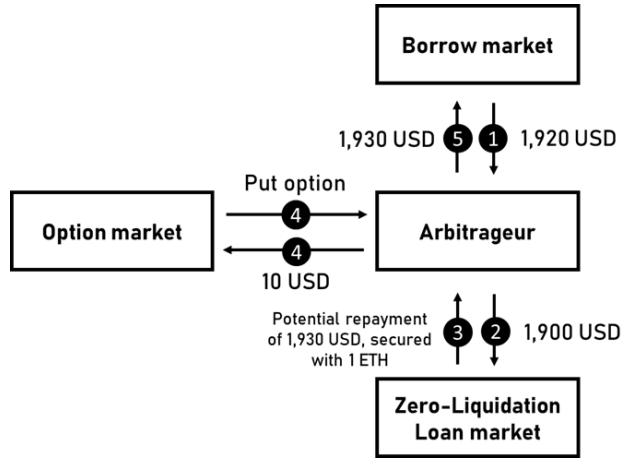 Borrow market
1,930 USD 5 1 1,920 USD
Put option
4
Option market
Arbitrageur
4
10 USD
Potential repayment
of 1,930 USD, secured
with 1 ETH
3 2 1,900 USD
Zero-Liquidation
Loan market